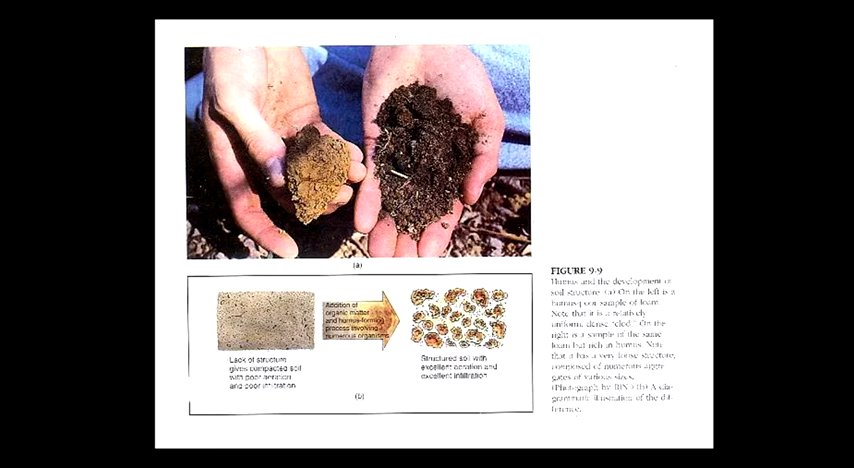 (a)
Addition of
organic matter
and humus-forming
process involving
numerous organisms
Lack of structure
gives compacted soil
with poor aeration
and poor infiltration
Structured soil with
excellent aeration and
excellent infiltration
(b)
FIGURE 9-9
Humus and the development of
soil structure. (a) On the left is a
humus-poor sample of loam.
Note that it is a relatively
uniform, dense "clod." On the
right is a sample of the same
loam but rich in humus. Note
that it has a very loose structure,
composed of numerous aggre-
gates of various sizes.
(Photograph by BJN.) (b) A dia-
grammatic illustration of the dif-
ference.